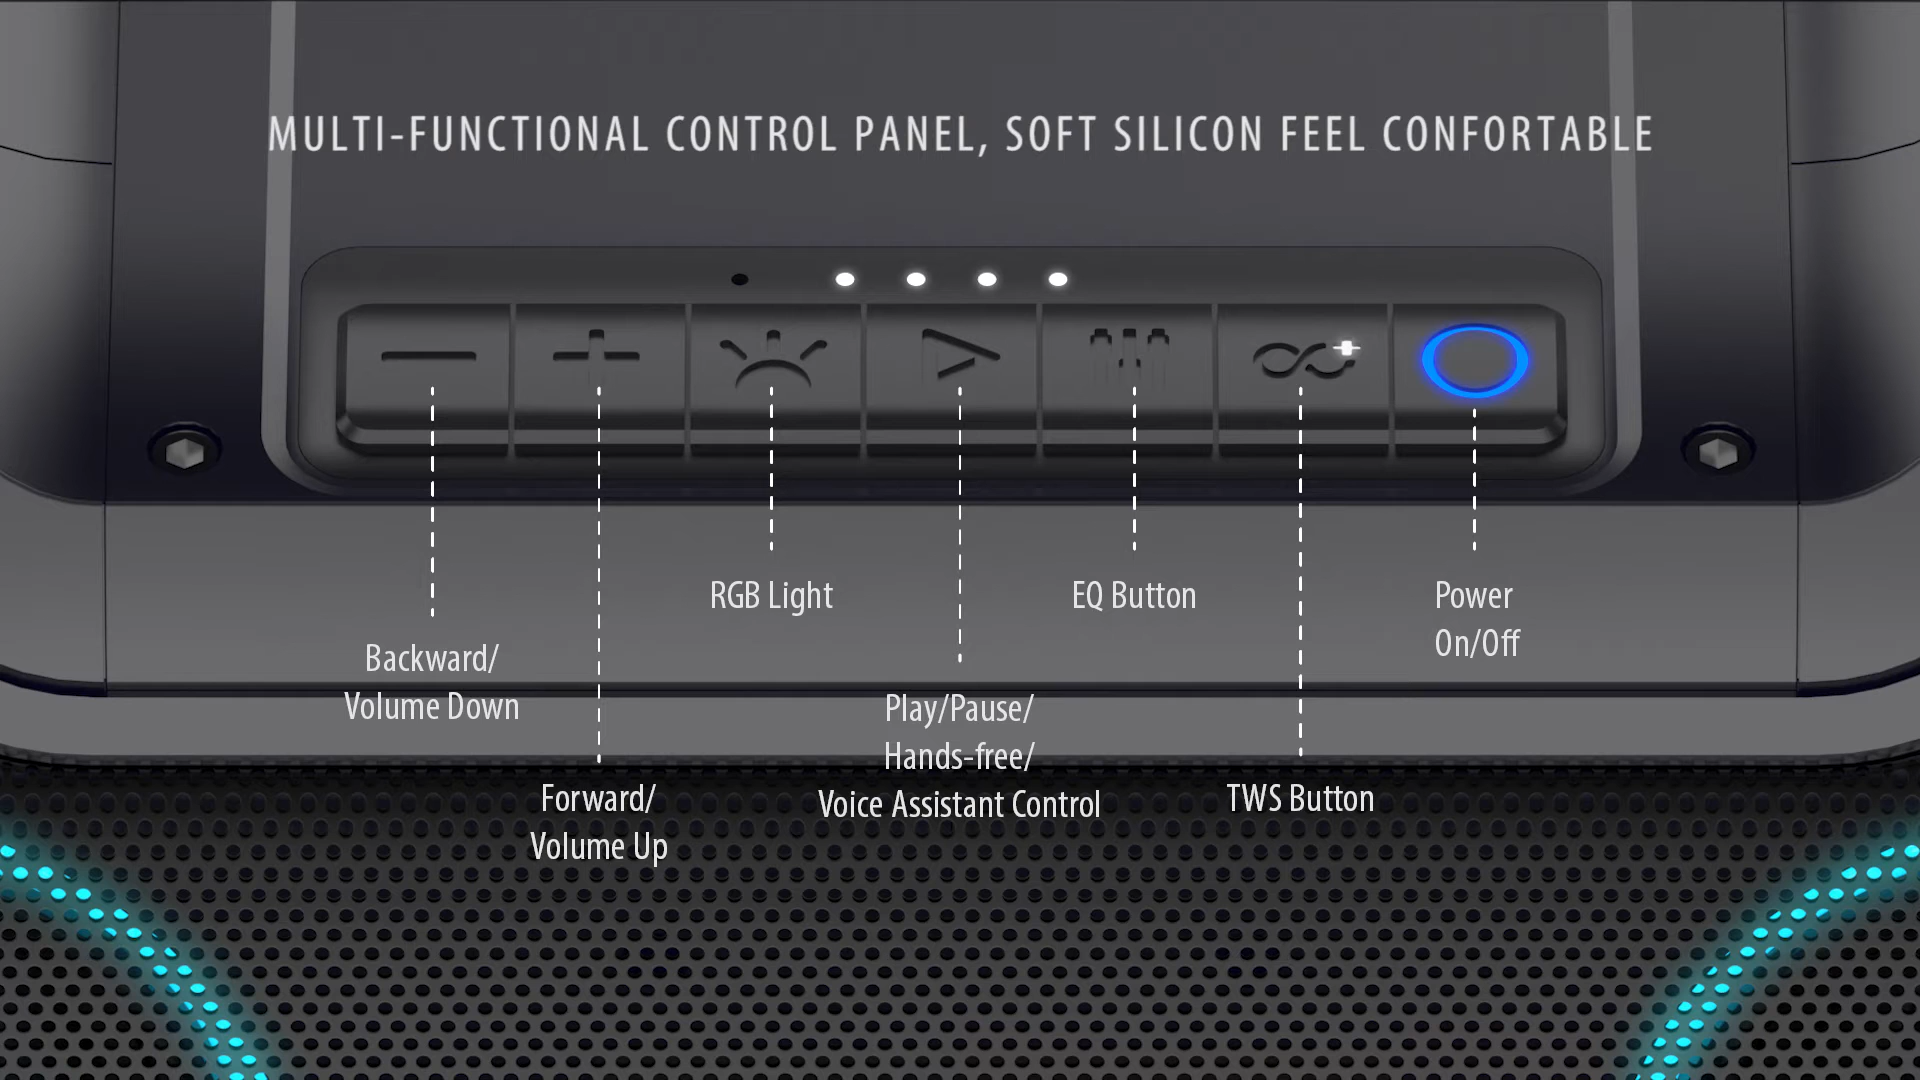 MULTI-FUNCTIONAL CONTROL PANEL, SOFT SILICON FEEL CONFORTABLE
Backward/
Volume Down
Forward/
Volume Up
RGB Light
Play/Pause/
Hands-free/
Voice Assistant Control
EQ Button
TWS Button
Power
On/Off